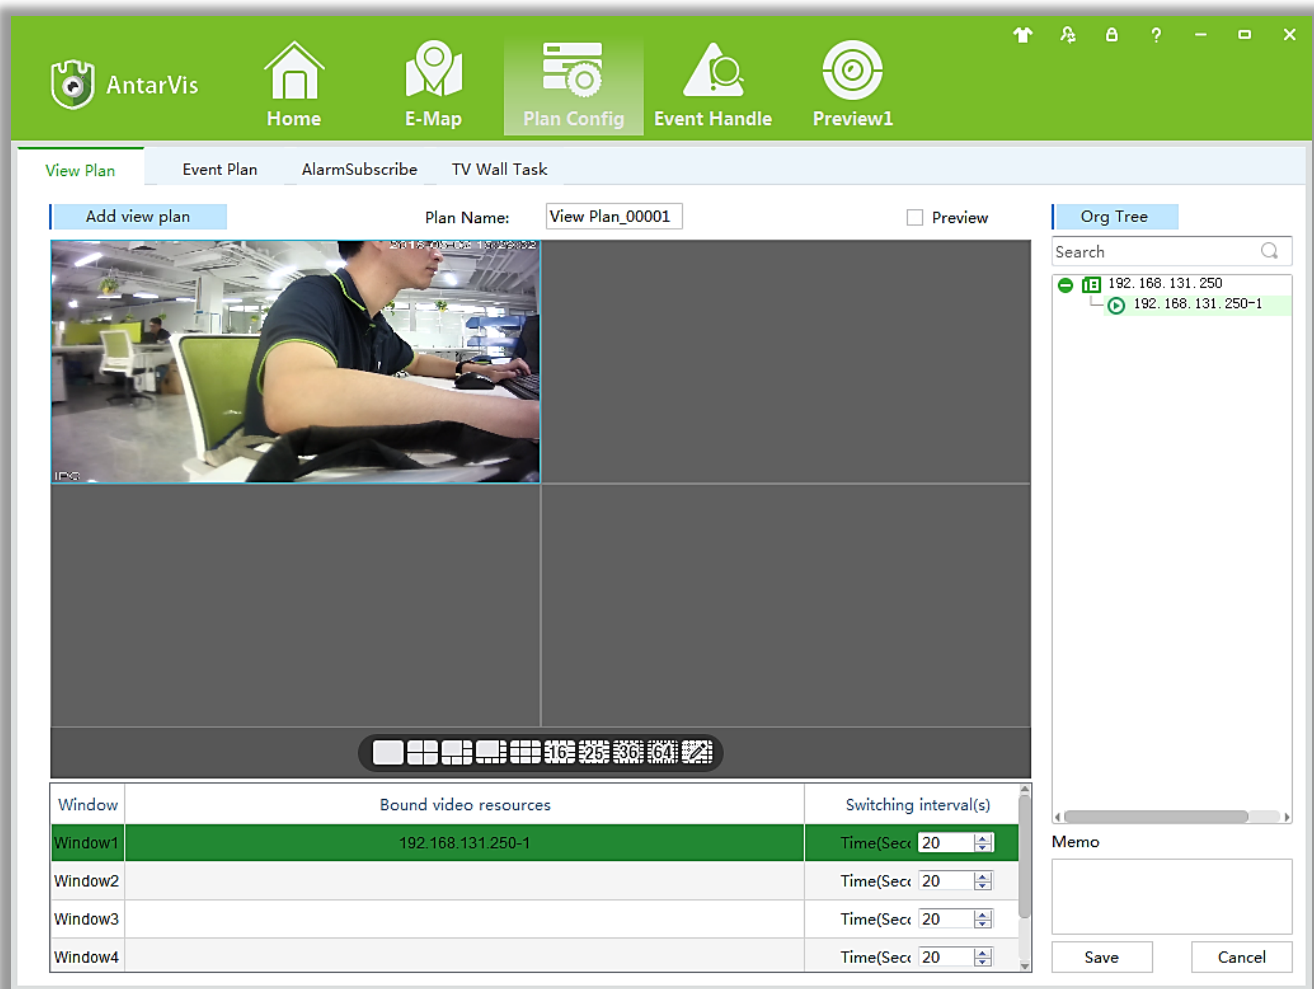 AntarVis
Home
E-Map
Plan Config
Event Handle
Preview1
View Plan
Event Plan
AlarmSubscribe
TV Wall Task
Add view plan
Plan Name:
View Plan_00001
Preview
Org Tree
Search
192.168.131.250
192.168.131.250-1
IPC
16
25
36
64
Window
Bound video resources
Switching interval(s)
Window1
192.168.131.250-1
Time(Sec
20
Window2
Time(Sec
20
Window3
Time(Sec
20
Window4
Time(Sec
20
Memo
Save
Cancel